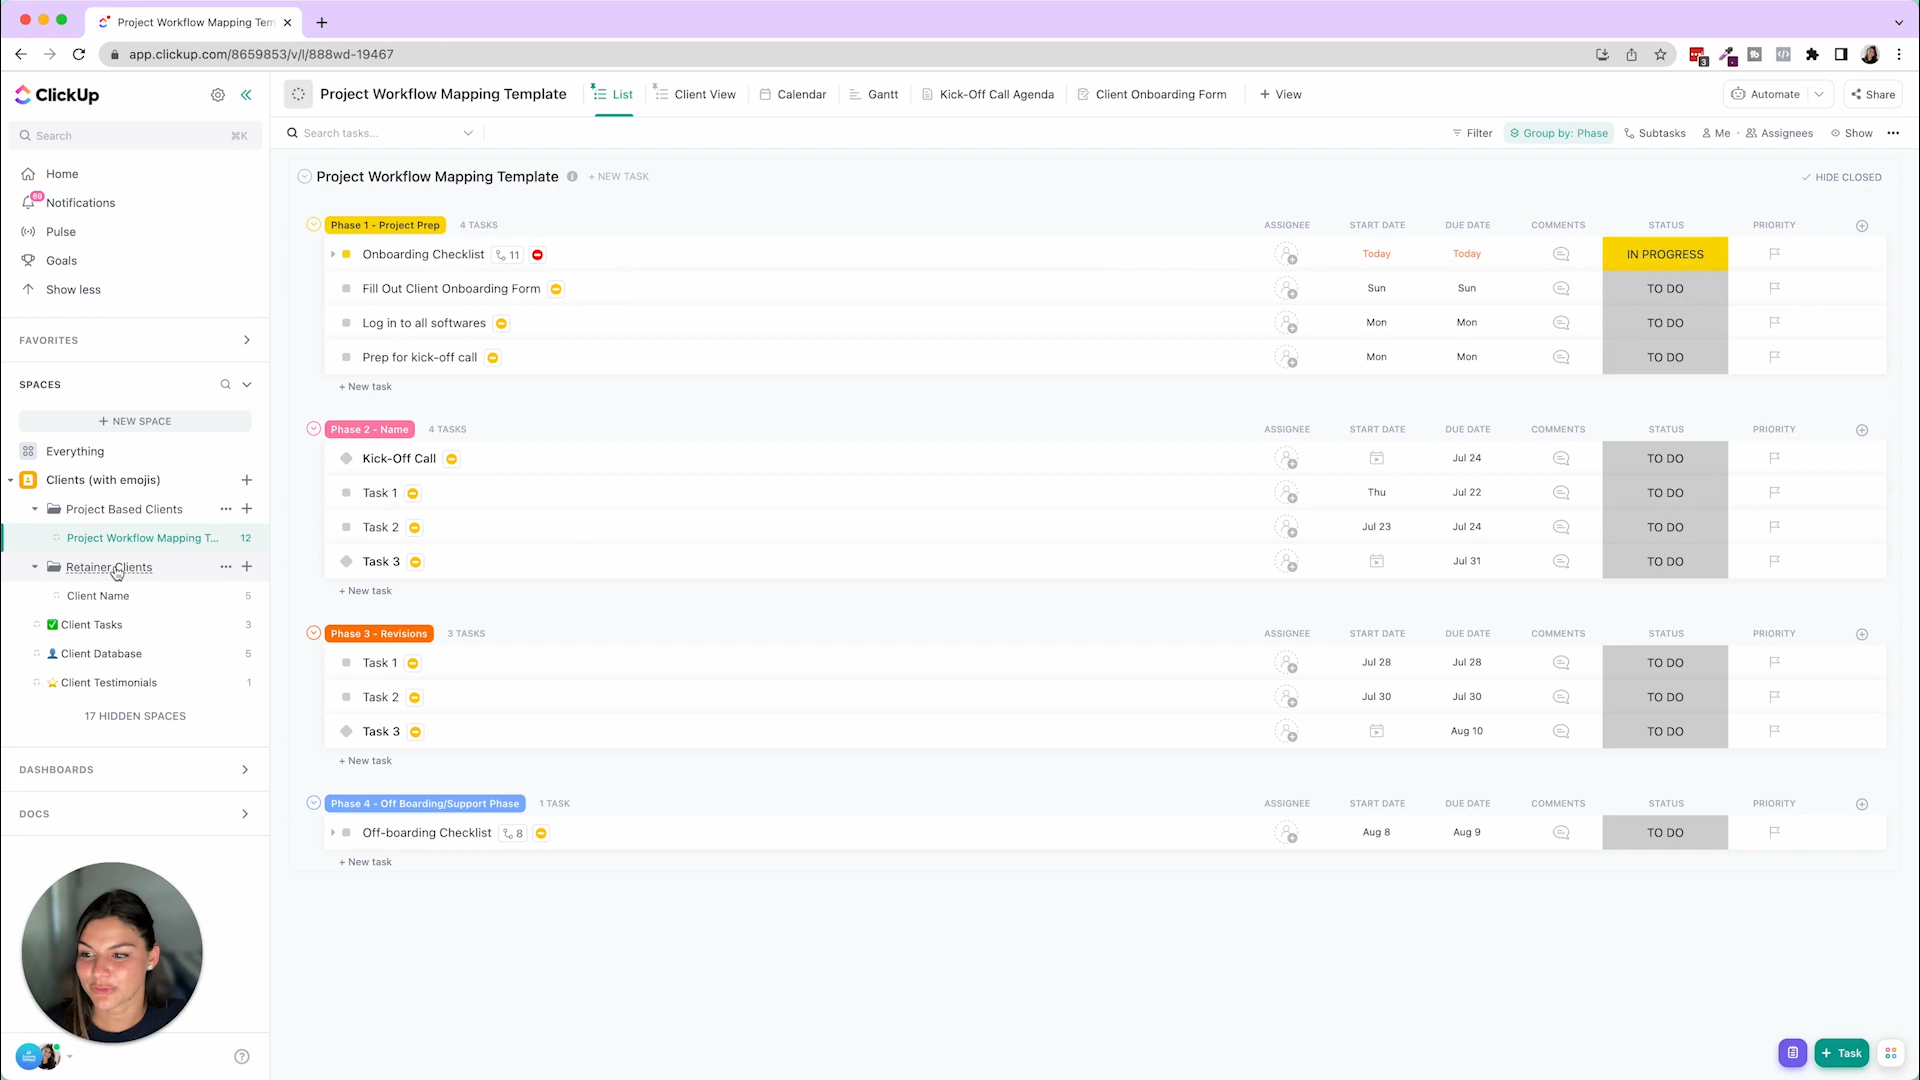 Project Workflow Mapping Tem
app.clickup.com/8659853/v/l/888wd-19467
3
ClickUp
Search
⌘K
Home
69
Notifications
Pulse
Goals
Show less
FAVORITES
SPACES
+ NEW SPACE
Everything
Clients (with emojis)
Project Based Clients
Project Workflow Mapping T... 12
Retainer Clients
Client Name 5
Client Tasks 3
Client Database 5
Client Testimonials 1
17 HIDDEN SPACES
DASHBOARDS
DOCS
Project Workflow Mapping Template
List
Client View
Calendar
Gantt
Kick-Off Call Agenda
Client Onboarding Form
+ View
Automate
Share
Search tasks...
Filter
Group by: Phase
Subtasks
Me
Assignees
Show
Project Workflow Mapping Template
+ NEW TASK
HIDE CLOSED
Phase 1 - Project Prep 4 TASKS ASSIGNEE START DATE DUE DATE COMMENTS STATUS PRIORITY
Onboarding Checklist 11 Today Today IN PROGRESS
Fill Out Client Onboarding Form Sun Sun TO DO
Log in to all softwares Mon Mon TO DO
Prep for kick-off call Mon Mon TO DO
+ New task
Phase 2 - Name 4 TASKS ASSIGNEE START DATE DUE DATE COMMENTS STATUS PRIORITY
Kick-Off Call Jul 24 TO DO
Task 1 Thu Jul 22 TO DO
Task 2 Jul 23 Jul 24 TO DO
Task 3 Jul 31 TO DO
+ New task
Phase 3 - Revisions 3 TASKS ASSIGNEE START DATE DUE DATE COMMENTS STATUS PRIORITY
Task 1 Jul 28 Jul 28 TO DO
Task 2 Jul 30 Jul 30 TO DO
Task 3 Aug 10 TO DO
+ New task
Phase 4 - Off Boarding/Support Phase 1 TASK ASSIGNEE START DATE DUE DATE COMMENTS STATUS PRIORITY
Off-boarding Checklist 8 Aug 8 Aug 9 TO DO
+ New task
+ Task